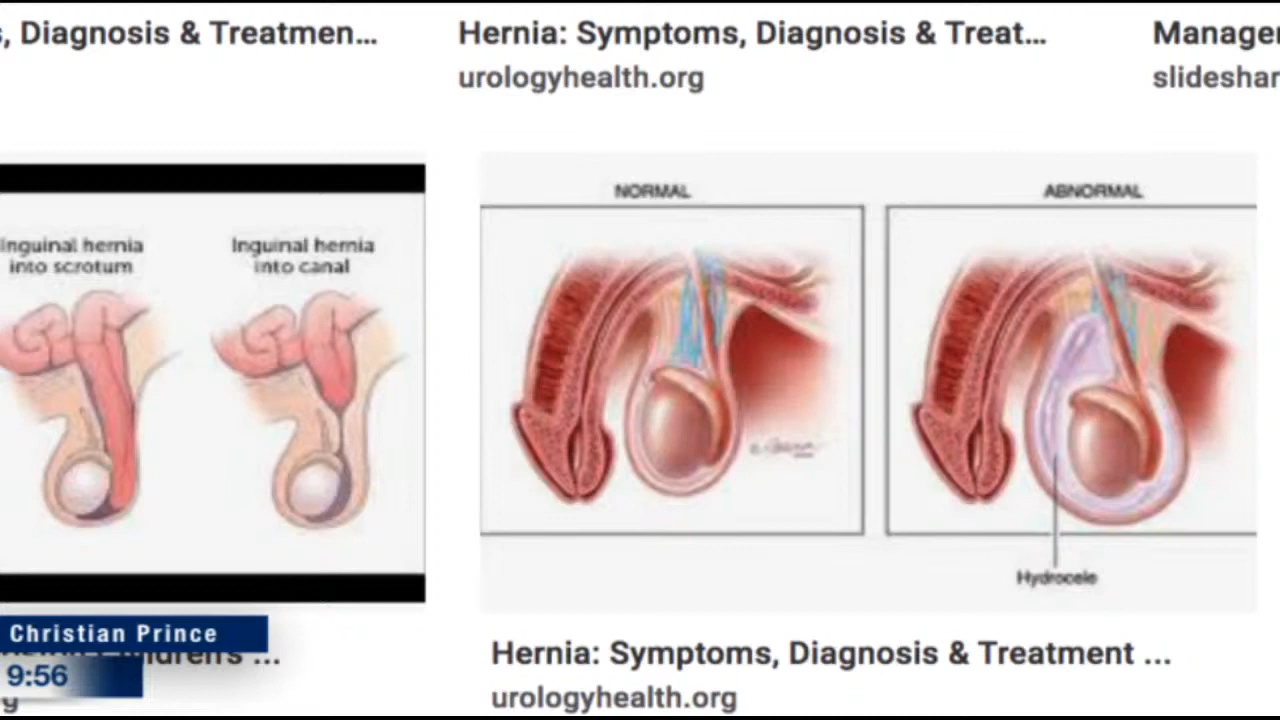 s, Diagnosis & Treatmen...
Hernia: Symptoms, Diagnosis & Treat...
urologyhealth.org
Manager
slideshar
Inguinal hernia
into scrotum
Inguinal hernia
into canal
NORMAL
ABNORMAL
Hydrocele
Christian Prince
9:56
Hernia: Symptoms, Diagnosis & Treatment ...
urologyhealth.org